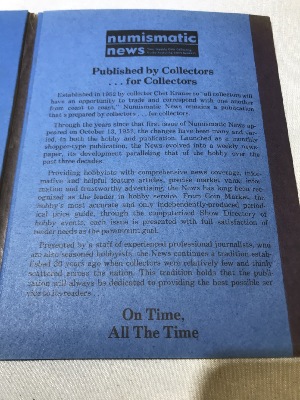 numismatic
news
Published by Collectors
. . . for Collectors
Established in 1952 by collector Chet Krause so "all collectors will
have an opportunity to trade and correspond with one another
from coast to coast," Numismatic News remains a publication
that is prepared by collectors . . . for collectors.
Through the years since that first issue of Numismatic News ap-
peared on October 13, 1952, the changes have been many and var-
ied, in both the hobby and publication. Launched as a monthly
shopper-type publication, the News evolved into a weekly news-
paper, its development paralleling that of the hobby over the
past three decades.
Providing hobbyists with comprehensive news coverage, infor-
mative and helpful feature articles, precise market value infor-
mation and trustworthy advertising, the News has long been rec-
ognized as the leader in hobby service. From Coin Market, the
hobby's most accurate and only independently-compiled, period-
ical price guide, through the computerized Show Directory of
hobby events, each issue is presented with full satisfaction of
reader needs as the paramount goal.
Presented by a staff of experienced professional journalists, who
are also seasoned hobbyists, the News continues a tradition estab-
lished 33 years ago when collectors were relatively few and thinly
scattered across the nation. This tradition holds that the publi-
cation will always be dedicated to providing the best possible ser-
vice to its readers . . .
On Time,
All The Time